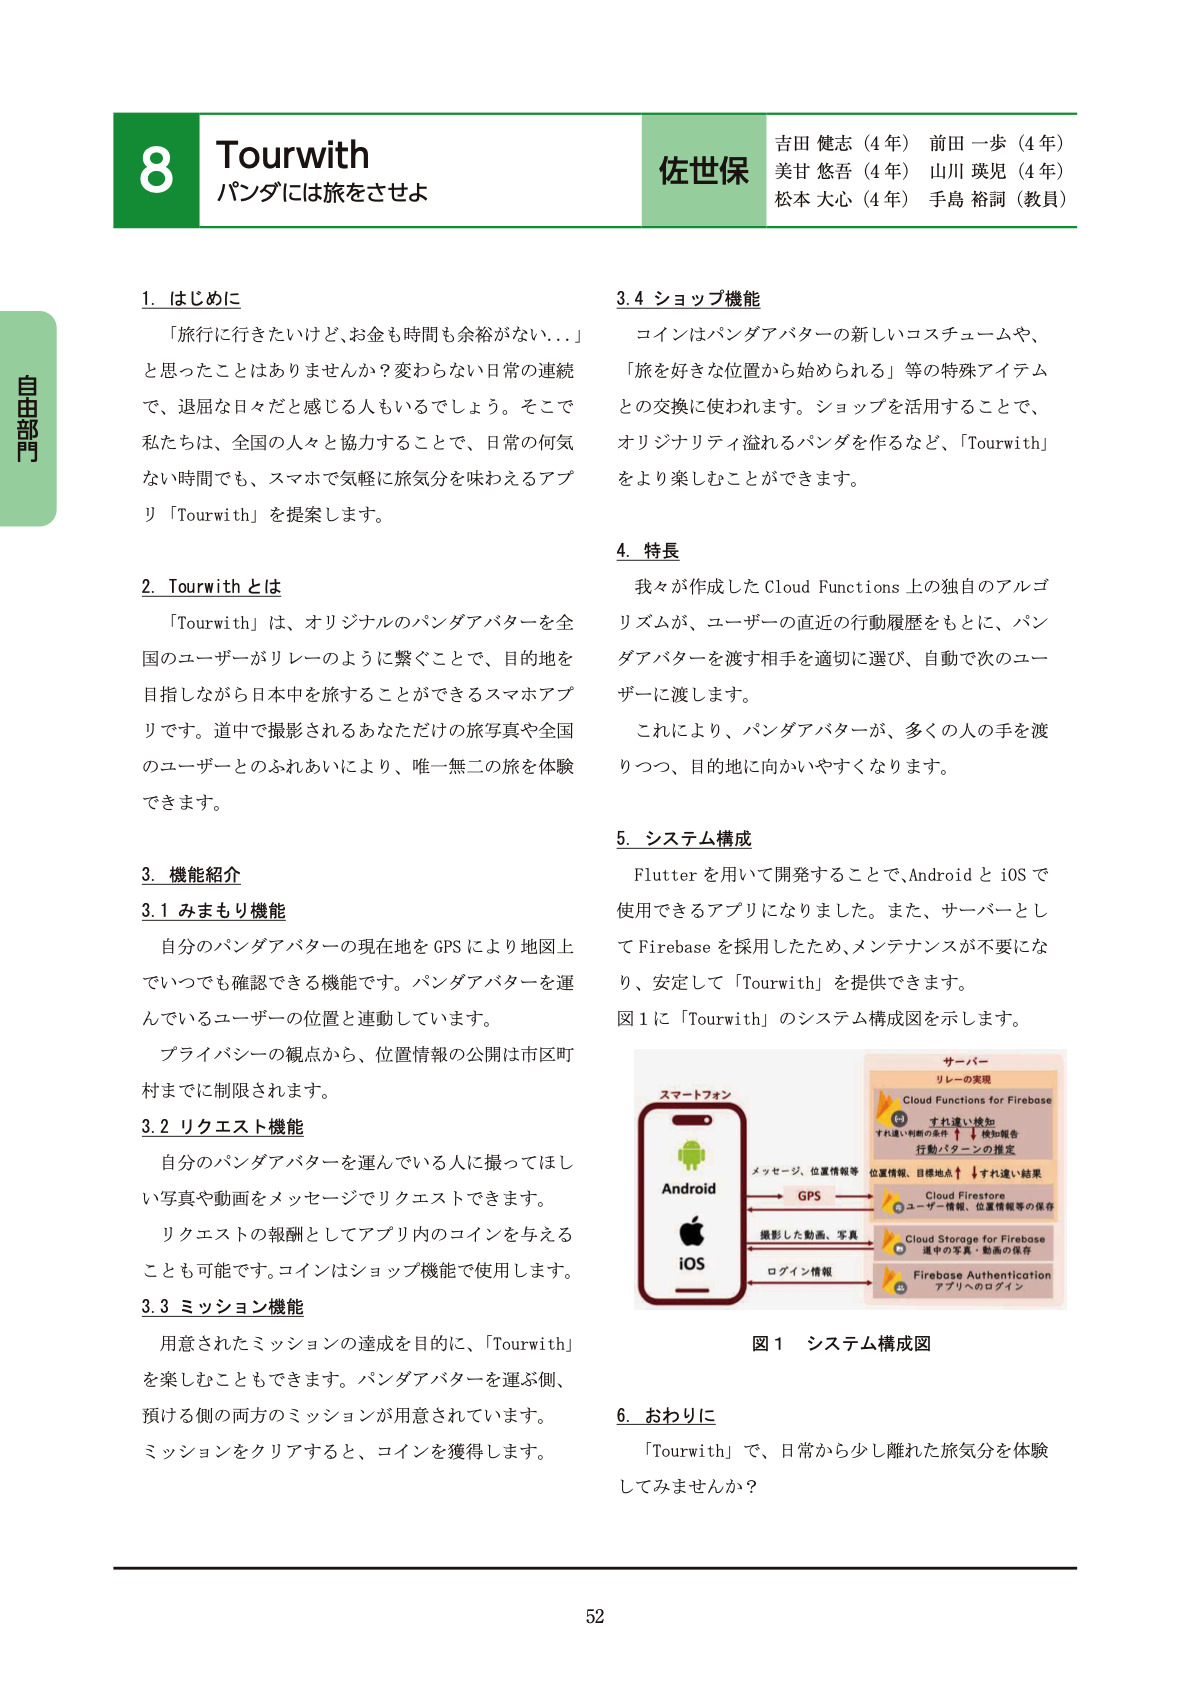 8
Tourwith
パンダには旅をさせよ
佐世保
吉田 健志（4 年） 前田 一歩（4 年）
美甘 悠吾（4 年） 山川 瑛児（4 年）
松本 大心（4 年） 手島 裕詞（教員）
自由部門
1. はじめに
「旅行に行きたいけど、お金も時間も余裕がない...」
と思ったことはありませんか？変わらない日常の連続
で、退屈な日々だと感じる人もいるでしょう。そこで
私たちは、全国の人々と協力することで、日常の何気
ない時間でも、スマホで気軽に旅気分を味わえるアプ
リ「Tourwith」を提案します。
2. Tourwith とは
「Tourwith」は、オリジナルのパンダアバターを全
国のユーザーがリレーのように繋ぐことで、目的地を
目指しながら日本中を旅することができるスマホアプ
リです。道中で撮影されるあなただけの旅写真や全国
のユーザーとのふれあいにより、唯一無二の旅を体験
できます。
3. 機能紹介
3.1 みまもり機能
自分のパンダアバターの現在地を GPS により地図上
でいつでも確認できる機能です。パンダアバターを運
んでいるユーザーの位置と連動しています。
プライバシーの観点から、位置情報の公開は市区町
村までに制限されます。
3.2 リクエスト機能
自分のパンダアバターを運んでいる人に撮ってほし
い写真や動画をメッセージでリクエストできます。
リクエストの報酬としてアプリ内のコインを与える
ことも可能です。コインはショップ機能で使用します。
3.3 ミッション機能
用意されたミッションの達成を目的に、「Tourwith」
を楽しむこともできます。パンダアバターを運ぶ側、
預ける側の両方のミッションが用意されています。
ミッションをクリアすると、コインを獲得します。
3.4 ショップ機能
コインはパンダアバターの新しいコスチュームや、
「旅を好きな位置から始められる」等の特殊アイテム
との交換に使われます。ショップを活用することで、
オリジナリティ溢れるパンダを作るなど、「Tourwith」
をより楽しむことができます。
4. 特長
我々が作成した Cloud Functions 上の独自のアルゴ
リズムが、ユーザーの直近の行動履歴をもとに、パン
ダアバターを渡す相手を適切に選び、自動で次のユー
ザーに渡します。
これにより、パンダアバターが、多くの人の手を渡
りつつ、目的地に向かいやすくなります。
5. システム構成
Flutter を用いて開発することで、Android と iOS で
使用できるアプリになりました。また、サーバーとし
て Firebase を採用したため、メンテナンスが不要にな
り、安定して「Tourwith」を提供できます。
図１に「Tourwith」のシステム構成図を示します。
スマートフォン
Android
iOS
メッセージ、位置情報等
GPS
撮影した動画、写真
ログイン情報
サーバー
リレーの実現
Cloud Functions for Firebase
すれ違い検知
すれ違い判断の条件 ↑ ↓ 検知報告
行動パターンの推定
位置情報、目標地点↑ ↓すれ違い結果
Cloud Firestore
ユーザー情報、位置情報等の保存
Cloud Storage for Firebase
道中の写真・動画の保存
Firebase Authentication
アプリへのログイン
図１ システム構成図
6. おわりに
「Tourwith」で、日常から少し離れた旅気分を体験
してみませんか？
52